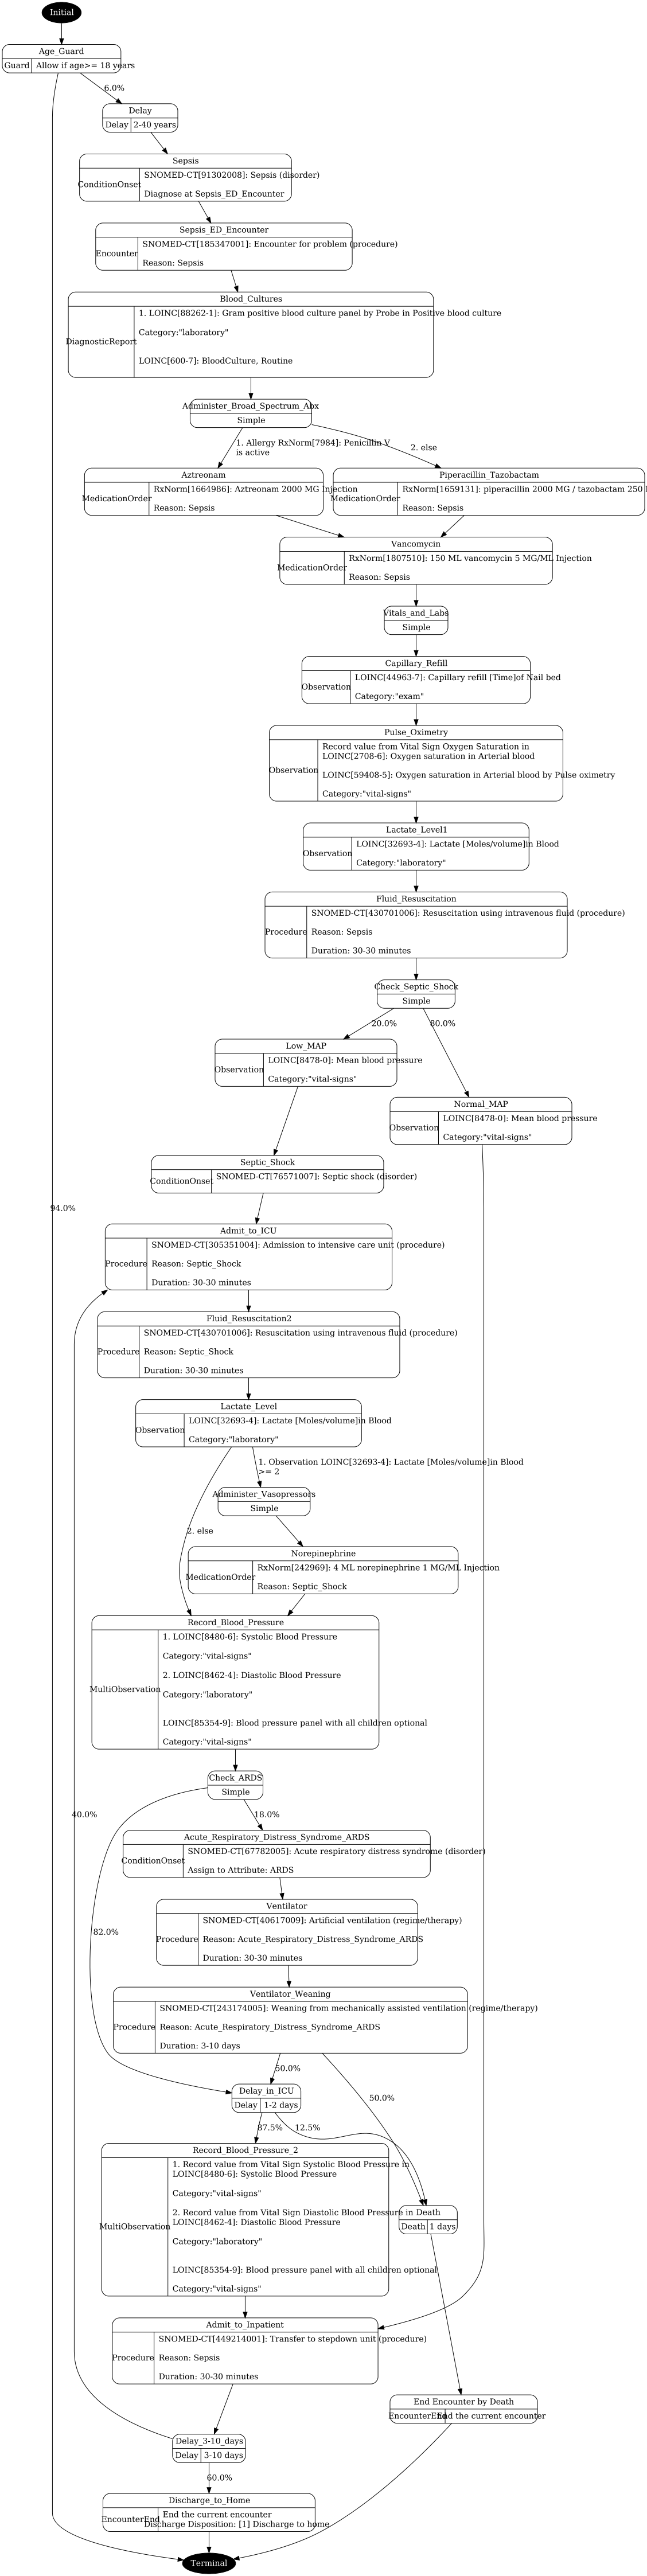 Initial
Age_Guard
Guard
Allow if age>= 18 years
6.0%
Delay
Delay
2-40 years
Sepsis
ConditionOnset
SNOMED-CT[91302008]: Sepsis (disorder)
Diagnose at Sepsis_ED_Encounter
Sepsis_ED_Encounter
Encounter
SNOMED-CT[185347001]: Encounter for problem (procedure)
Reason: Sepsis
Blood_Cultures
DiagnosticReport
1. LOINC[88262-1]: Gram positive blood culture panel by Probe in Positive blood culture
Category:"laboratory"
LOINC[600-7]: BloodCulture, Routine
Administer_Broad_Spectrum_Abx
Simple
1. Allergy RxNorm[7984]: Penicillin V
is active
2. else
Aztreonam
MedicationOrder
RxNorm[1664986]: Aztreonam 2000 MG Injection
Reason: Sepsis
Piperacillin_Tazobactam
MedicationOrder
RxNorm[1659131]: piperacillin 2000 MG / tazobactam 250
Reason: Sepsis
Vancomycin
MedicationOrder
RxNorm[1807510]: 150 ML vancomycin 5 MG/ML Injection
Reason: Sepsis
Vitals_and_Labs
Simple
Capillary_Refill
Observation
LOINC[44963-7]: Capillary refill [Time]of Nail bed
Category:"exam"
Pulse_Oximetry
Observation
Record value from Vital Sign Oxygen Saturation in
LOINC[2708-6]: Oxygen saturation in Arterial blood
LOINC[59408-5]: Oxygen saturation in Arterial blood by Pulse oximetry
Category:"vital-signs"
Lactate_Level1
Observation
LOINC[32693-4]: Lactate [Moles/volume]in Blood
Category:"laboratory"
Fluid_Resuscitation
Procedure
SNOMED-CT[430701006]: Resuscitation using intravenous fluid (procedure)
Reason: Sepsis
Duration: 30-30 minutes
Check_Septic_Shock
Simple
20.0%
80.0%
Low_MAP
Observation
LOINC[8478-0]: Mean blood pressure
Category:"vital-signs"
Normal_MAP
Observation
LOINC[8478-0]: Mean blood pressure
Category:"vital-signs"
Septic_Shock
ConditionOnset
SNOMED-CT[76571007]: Septic shock (disorder)
94.0%
Admit_to_ICU
Procedure
SNOMED-CT[305351004]: Admission to intensive care unit (procedure)
Reason: Septic_Shock
Duration: 30-30 minutes
Fluid_Resuscitation2
Procedure
SNOMED-CT[430701006]: Resuscitation using intravenous fluid (procedure)
Reason: Septic_Shock
Duration: 30-30 minutes
Lactate_Level
Observation
LOINC[32693-4]: Lactate [Moles/volume]in Blood
Category:"laboratory"
1. Observation LOINC[32693-4]: Lactate [Moles/volume]in Blood
>= 2
Administer_Vasopressors
Simple
2. else
Norepinephrine
MedicationOrder
RxNorm[242969]: 4 ML norepinephrine 1 MG/ML Injection
Reason: Septic_Shock
Record_Blood_Pressure
MultiObservation
1. LOINC[8480-6]: Systolic Blood Pressure
Category:"vital-signs"
2. LOINC[8462-4]: Diastolic Blood Pressure
Category:"laboratory"
LOINC[85354-9]: Blood pressure panel with all children optional
Category:"vital-signs"
Check_ARDS
Simple
40.0%
18.0%
Acute_Respiratory_Distress_Syndrome_ARDS
ConditionOnset
SNOMED-CT[67782005]: Acute respiratory distress syndrome (disorder)
Assign to Attribute: ARDS
82.0%
Ventilator
Procedure
SNOMED-CT[40617009]: Artificial ventilation (regime/therapy)
Reason: Acute_Respiratory_Distress_Syndrome_ARDS
Duration: 30-30 minutes
Ventilator_Weaning
Procedure
SNOMED-CT[243174005]: Weaning from mechanically assisted ventilation (regime/therapy)
Reason: Acute_Respiratory_Distress_Syndrome_ARDS
Duration: 3-10 days
50.0%
50.0%
Delay_in_ICU
Delay
1-2 days
87.5%
12.5%
Record_Blood_Pressure_2
MultiObservation
1. Record value from Vital Sign Systolic Blood Pressure in
LOINC[8480-6]: Systolic Blood Pressure
Category:"vital-signs"
2. Record value from Vital Sign Diastolic Blood Pressure in
LOINC[8462-4]: Diastolic Blood Pressure
Category:"laboratory"
LOINC[85354-9]: Blood pressure panel with all children optional
Category:"vital-signs"
Death
Death
1 days
Admit_to_Inpatient
Procedure
SNOMED-CT[449214001]: Transfer to stepdown unit (procedure)
Reason: Sepsis
Duration: 30-30 minutes
End Encounter by Death
EncounterEnd
End the current encounter
Delay_3-10_days
Delay
3-10 days
60.0%
Discharge_to_Home
EncounterEnd
End the current encounter
Discharge Disposition: [1] Discharge to home
Terminal